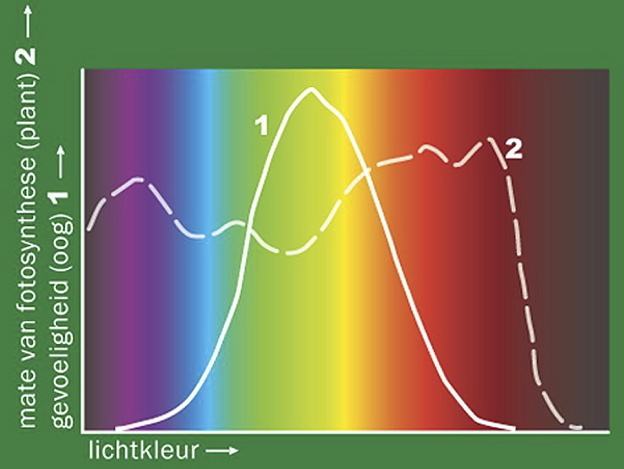 mate van fotosynthese (plant) 2 →
gevoeligheid (oog) 1 →
1
2
lichtkleur →